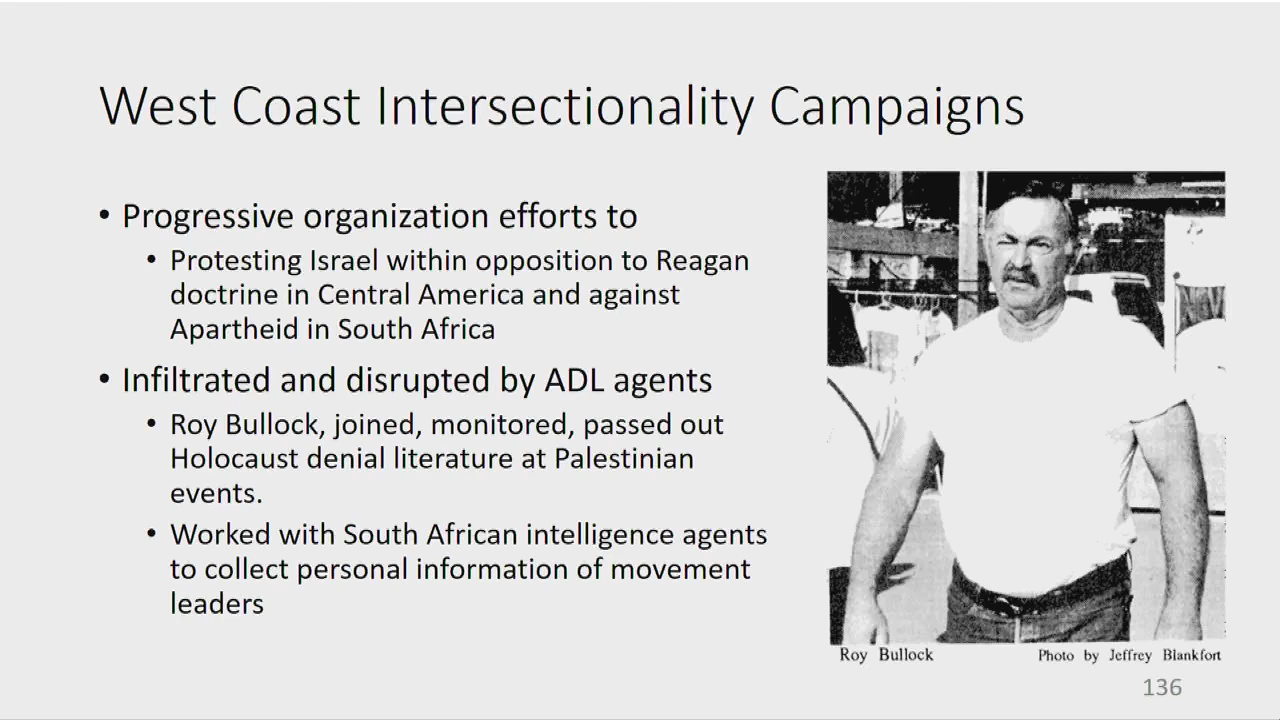 West Coast Intersectionality Campaigns
• Progressive organization efforts to
• Protesting Israel within opposition to Reagan
doctrine in Central America and against
Apartheid in South Africa
• Infiltrated and disrupted by ADL agents
• Roy Bullock, joined, monitored, passed out
Holocaust denial literature at Palestinian
events.
• Worked with South African intelligence agents
to collect personal information of movement
leaders
Roy Bullock
Photo by Jeffrey Blankfort
136